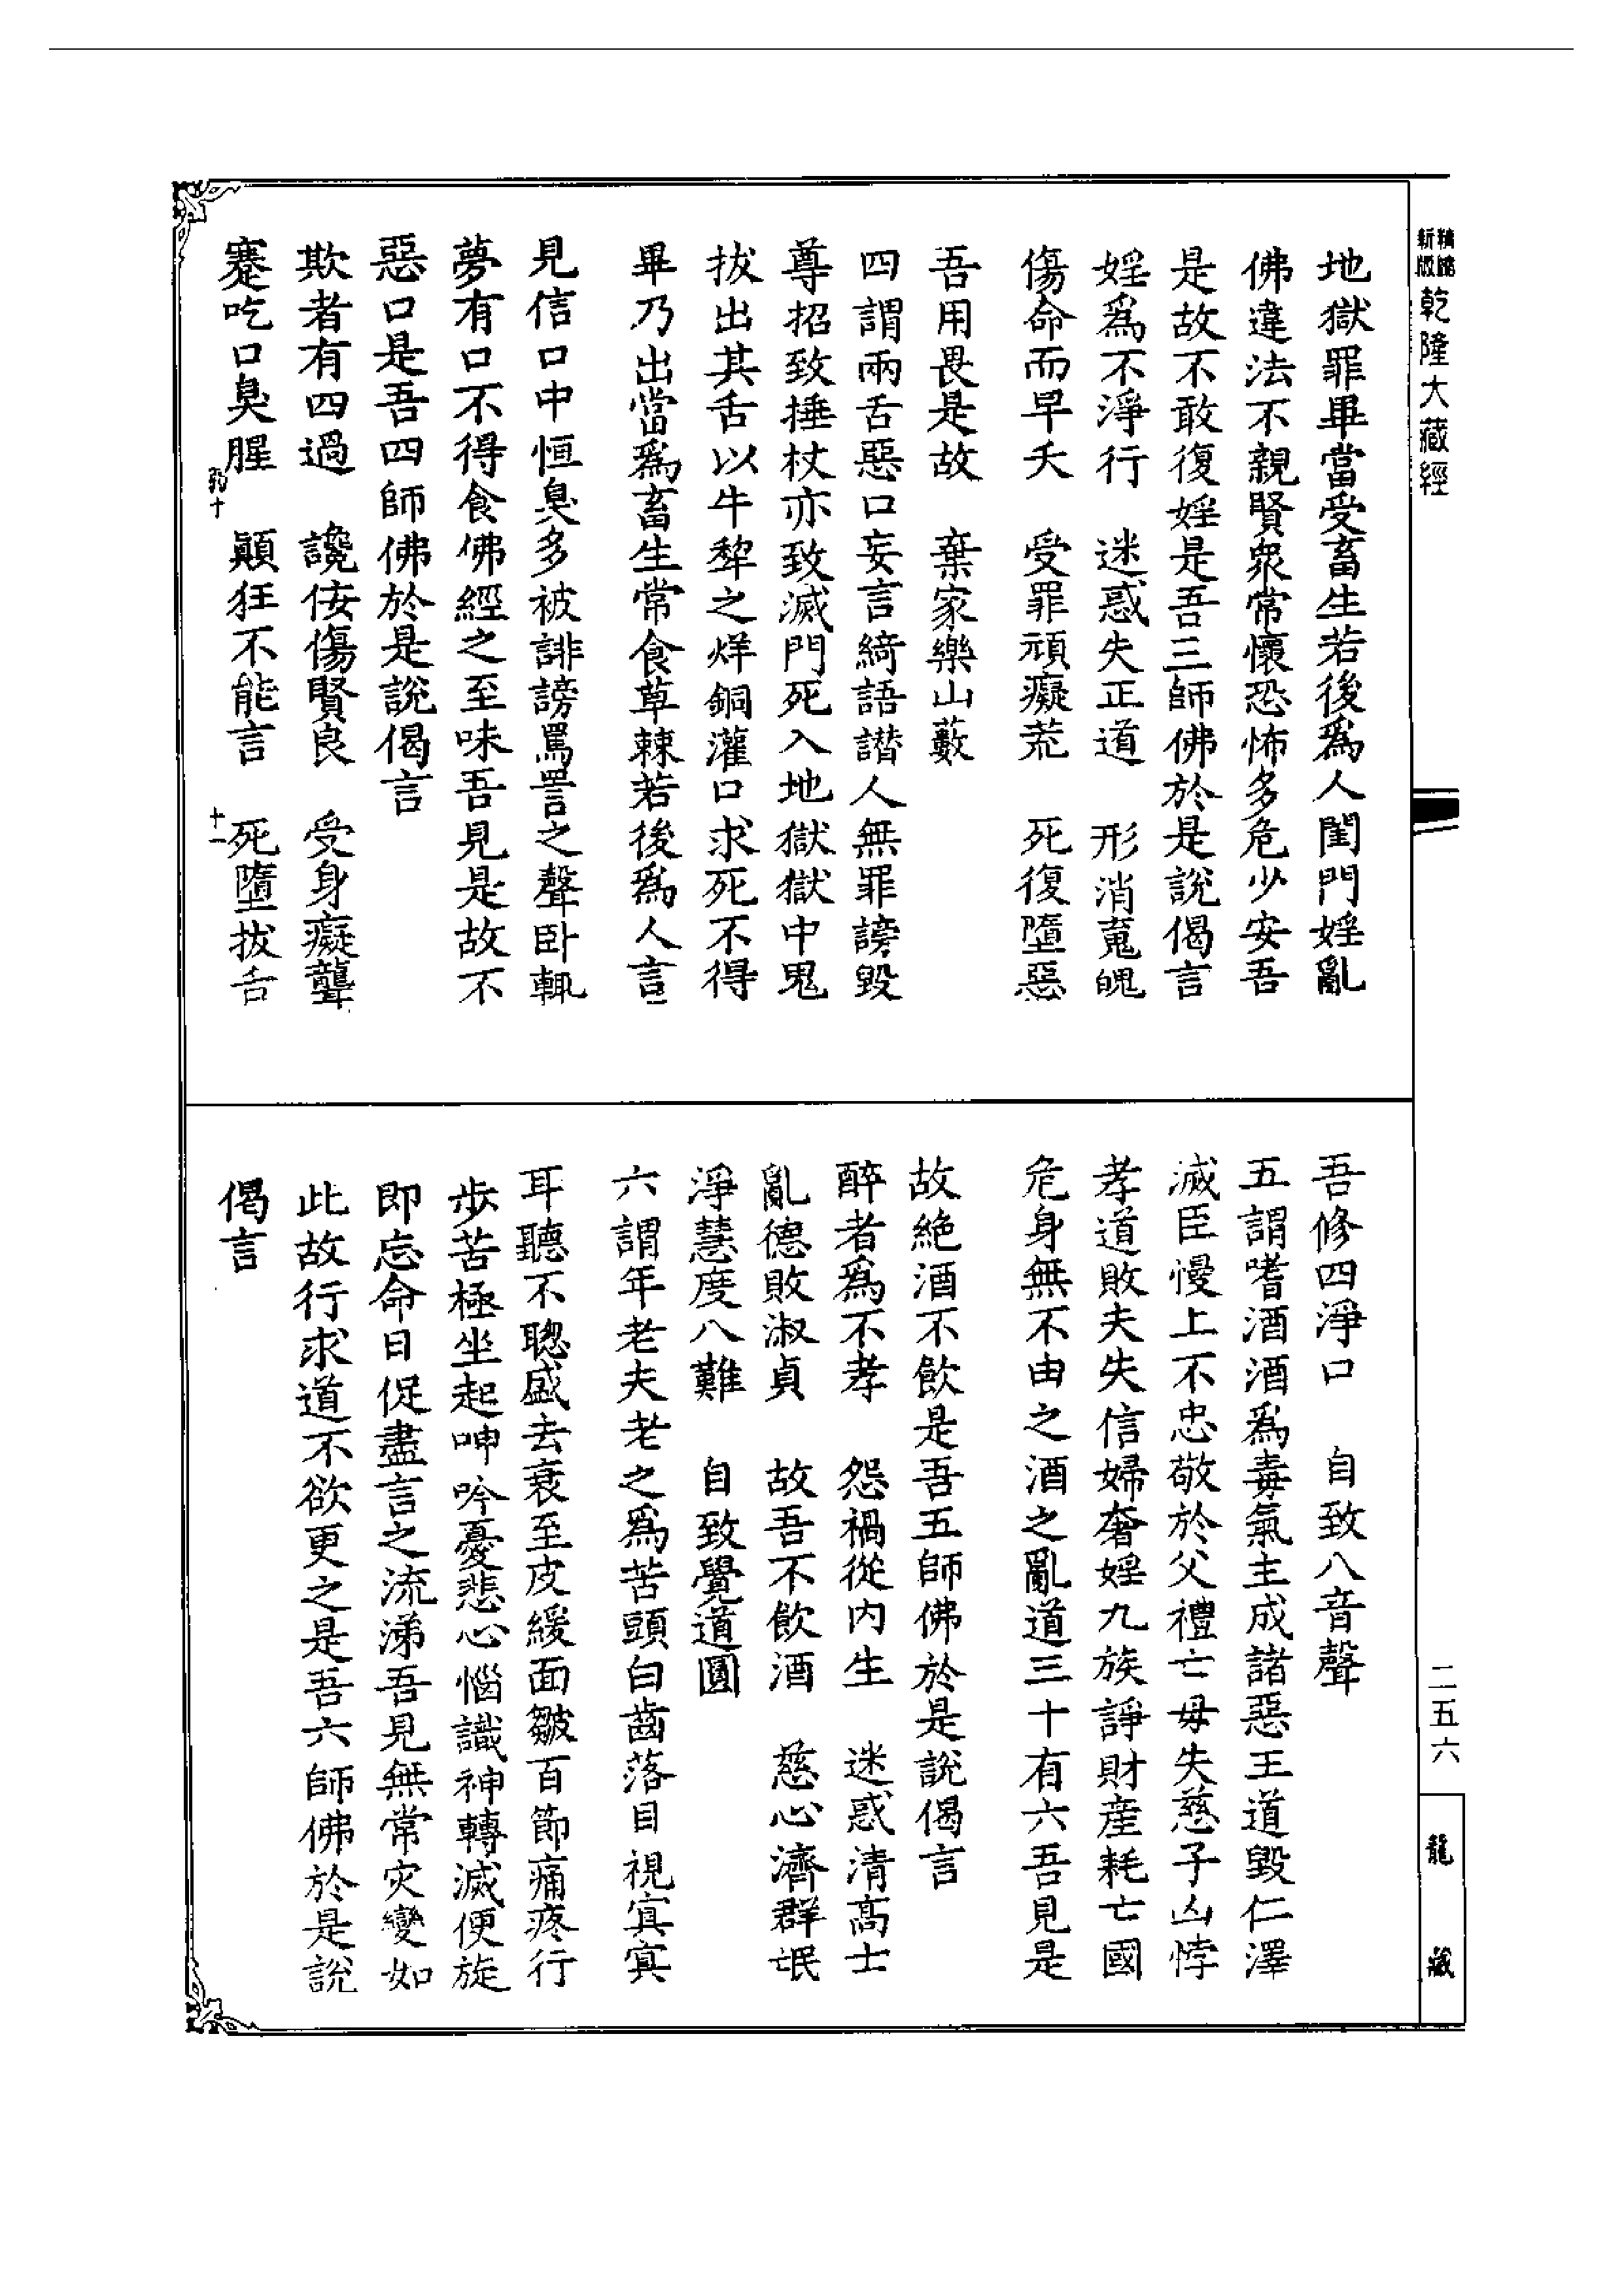 新版
精縮
乾隆大藏經
地獄罪畢當受畜生若後爲人閨門婬亂
佛違法不親賢衆常懷恐怖多危少安吾
是故不敢復婬是吾三師佛於是說偈言
婬爲不淨行　迷惑失正道　形消䰟魄
傷命而早夭　受罪頑癡荒　死復墮惡
吾用畏是故　棄家樂山藪
四謂兩舌惡口妄言綺語譖人無罪謗毀
尊招致捶杖亦致滅門死入地獄獄中鬼
拔出其舌以牛犂之烊銅灌口求死不得
畢乃出當爲畜生常食草棘若後爲人言
見信口中恒臭多被誹謗罵詈之聲卧輒
夢有口不得食佛經之至味吾見是故不
惡口是吾四師佛於是說偈言
欺者有四過　讒佞傷賢良　受身癡聾
蹇吃口臭腥　顚狂不能言　死墮拔舌
十
十一
吾修四淨口　自致八音聲
五謂嗜酒酒爲毒氣主成諸惡王道毀仁澤
滅臣慢上不忠敬於父禮亡母失慈子凶悖
孝道敗夫失信婦奢婬九族諍財產耗亡國
危身無不由之酒之亂道三十有六吾見是
故絶酒不飮是吾五師佛於是說偈言
醉者爲不孝　怨禍從内生　迷惑清高士
亂德敗淑貞　故吾不飮酒　慈心濟群氓
淨慧度八難　自致覺道圓
六謂年老夫老之爲苦頭白齒落目視𡨋𡨋
耳聽不聰盛去衰至皮緩面皺百節痛疼行
步苦極坐起呻吟憂悲心惱識神轉滅便旋
即忘命日促盡言之流涕吾見無常灾變如
此故行求道不欲更之是吾六師佛於是說
偈言
二五六
龍藏